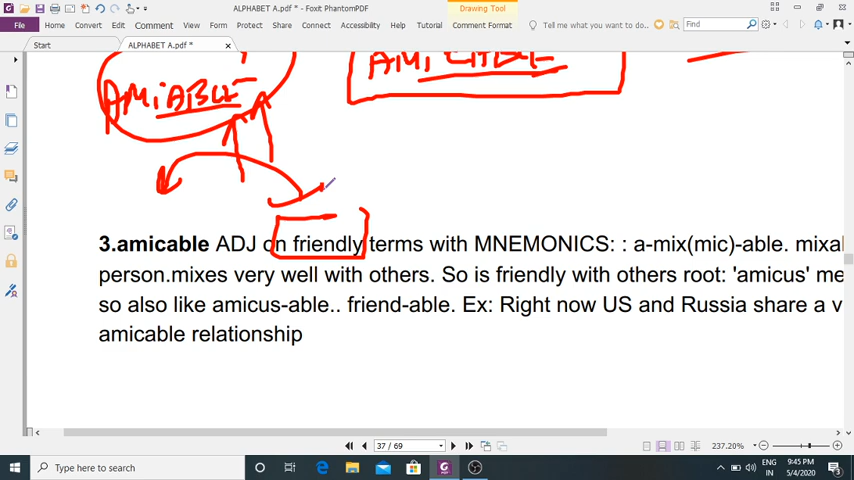 ALPHABET A.pdf * - Foxit PhantomPDF
Drawing Tool
File Home Convert Edit Comment View Form Protect Share Connect Accessibility Help Tutorial Comment Format Tell me what you want to do... Find
Start ALPHABET A.pdf * ×
AMiABLE
3.amicable ADJ on friendly terms with MNEMONICS: : a-mix(mic)-able. mixal
person.mixes very well with others. So is friendly with others root: 'amicus' me
so also like amicus-able.. friend-able. Ex: Right now US and Russia share a v
amicable relationship
37 / 69
237.20%
Type here to search
ENG
IN
9:45 PM
5/4/2020
3